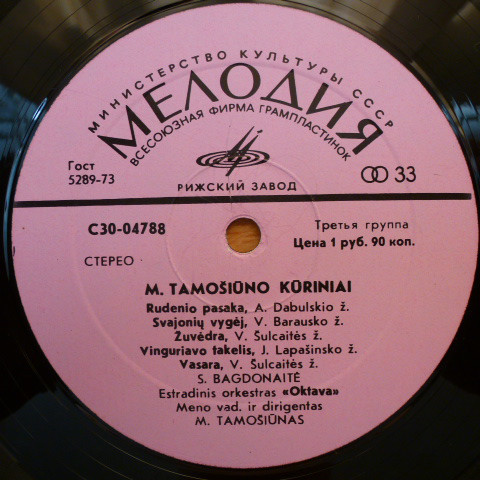 МИНИСТЕРСТВО КУЛЬТУРЫ СССР
МЕЛОДИЯ
ВСЕСОЮЗНАЯ ФИРМА ГРАМПЛАСТИНОК
Гост
5289-73
РИЖСКИЙ ЗАВОД
33
С30-04788
Третья группа
Цена 1 руб. 90 коп.
СТЕРЕО
M. TAMOŠIŪNO KŪRINIAI
Rudenio pasaka, A. Dabulskio ž.
Svajonių vygėj, V. Barausko ž.
Žuvėdra, V. Šulcaitės ž.
Vinguriavo takelis, J. Lapašinsko ž.
Vasara, V. Šulcaitės ž.
S. BAGDONAITĖ
Estradinis orkestras «Oktava»
Meno vad. ir dirigentas
M. TAMOŠIŪNAS